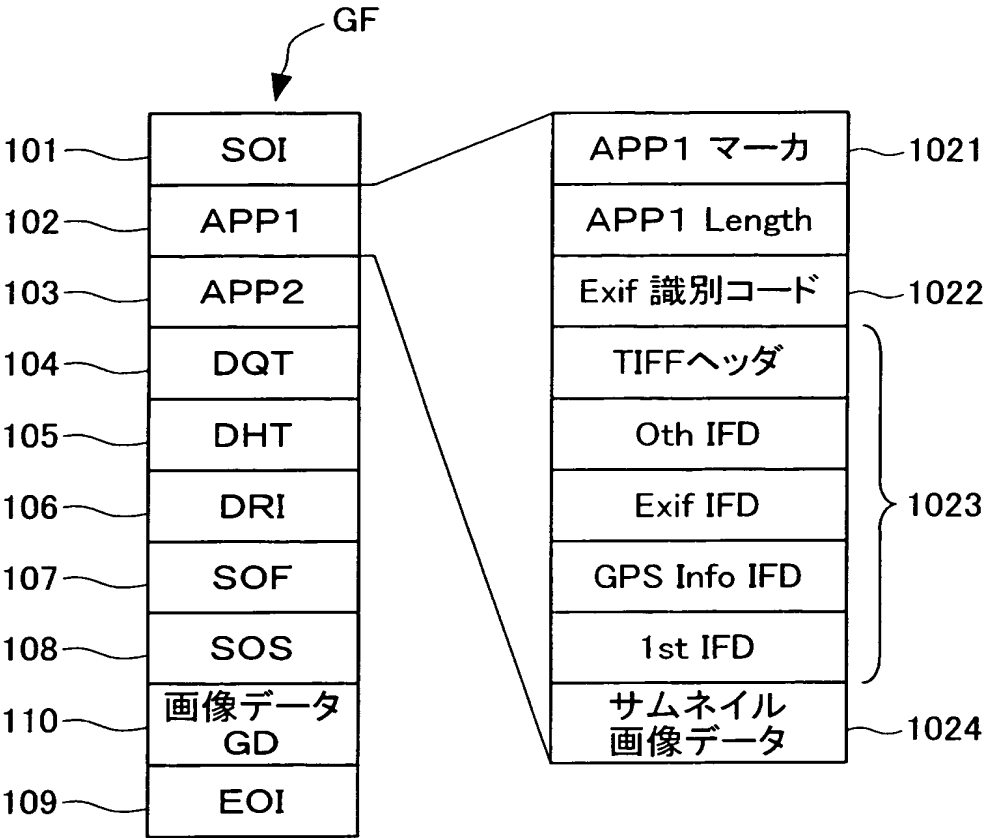 GF
101 SOI
102 APP1
103 APP2
104 DQT
105 DHT
106 DRI
107 SOF
108 SOS
110 画像データ
GD
109 EOI
APP1 マーカ 1021
APP1 Length
Exif 識別コード 1022
TIFFヘッダ
0th IFD
Exif IFD
1023
GPS Info IFD
1st IFD
サムネイル
画像データ 1024